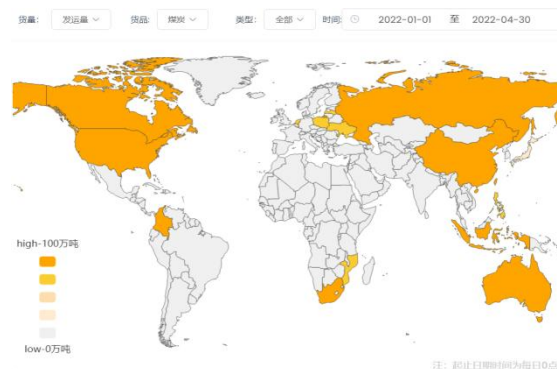 货量: 发运量 货品: 煤炭 类型: 全部 时间: 2022-01-01 至 2022-04-30
high-100万吨
low-0万吨
注：起止日期时间为每日0点